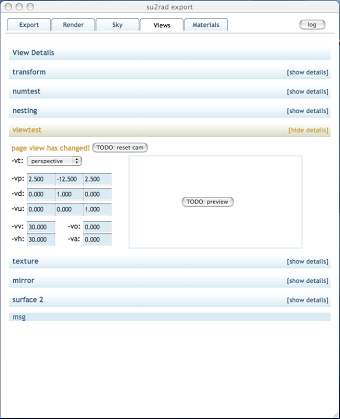 su2rad export
Export Render Sky Views Materials log
View Details
transform [show details]
numtest [show details]
nesting [show details]
viewtest [hide details]
page view has changed! TODO: reset cam
-vt: perspective
-vp: 2.500 -12.500 2.500
-vd: 0.000 1.000 0.000
TODO: preview
-vu: 0.000 0.000 1.000
-vv: 30.000 -vo: 0.000
-vh: 30.000 -va: 0.000
texture [show details]
mirror [show details]
surface 2 [show details]
msg